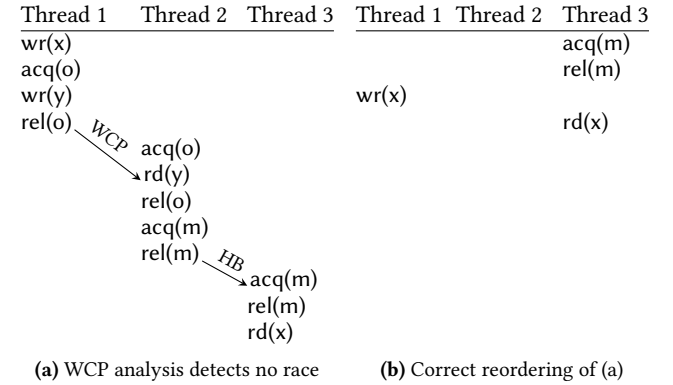 Thread 1 Thread 2 Thread 3
wr(x)
acq(o)
wr(y)
rel(o)
WCP
acq(o)
rd(y)
rel(o)
acq(m)
rel(m)
HB
acq(m)
rel(m)
rd(x)
(a) WCP analysis detects no race
Thread 1 Thread 2 Thread 3
acq(m)
rel(m)
wr(x)
rd(x)
(b) Correct reordering of (a)